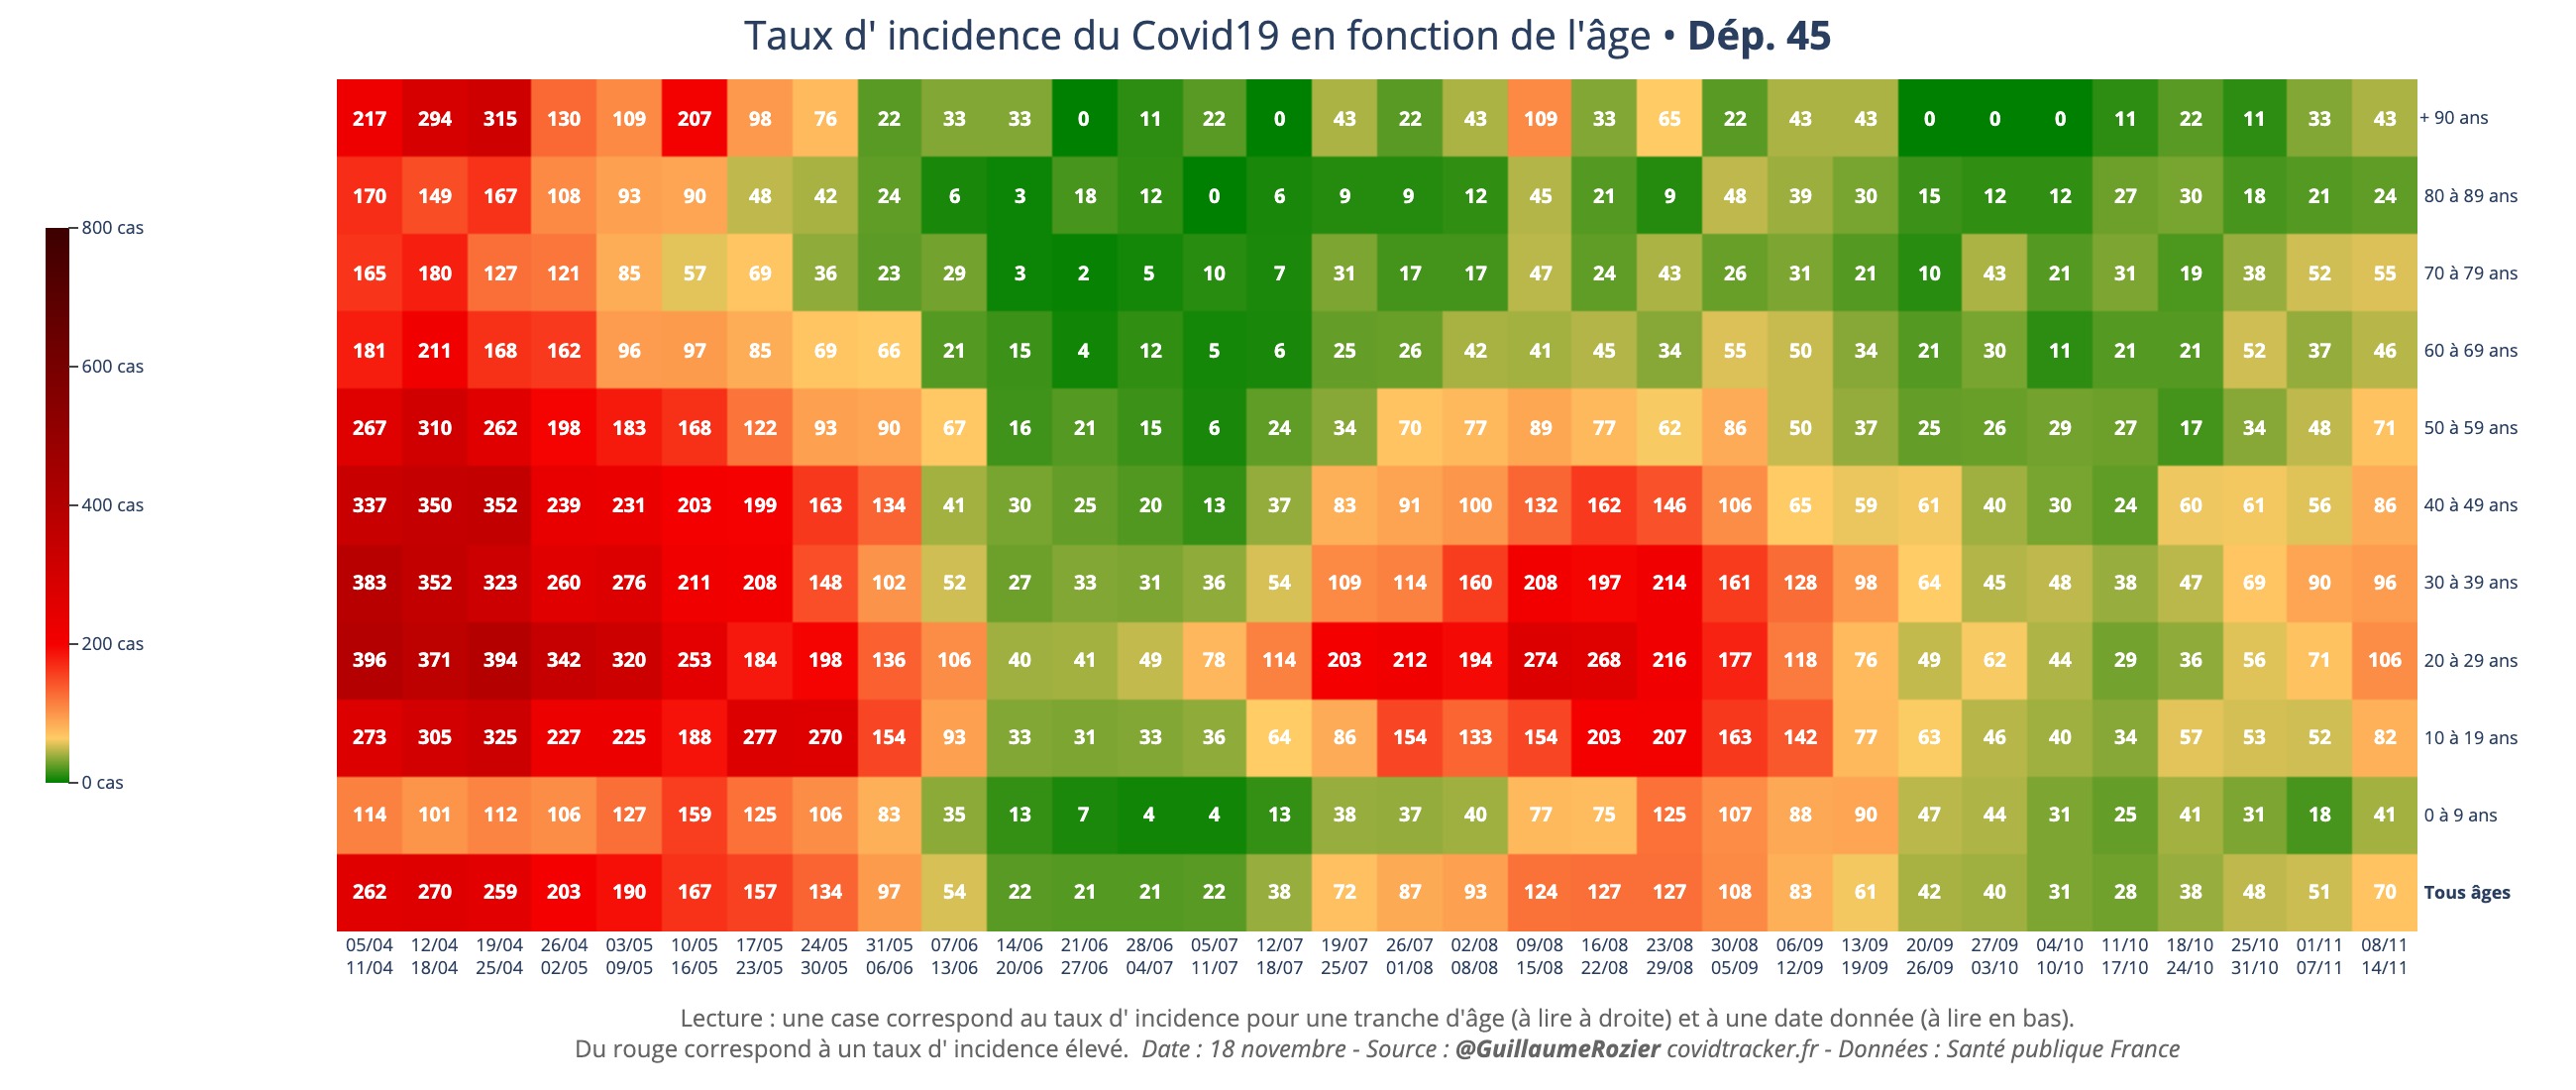 Taux d' incidence du Covid19 en fonction de l'âge • Dép. 45
217 294 315 130 109 207 98 76 22 33 33 0 11 22 0 43 22 43 109 33 65 22 43 43 0 0 0 11 22 11 33 43 + 90 ans
170 149 167 108 93 90 48 42 24 6 3 18 12 0 6 9 9 12 45 21 9 48 39 30 15 12 12 27 30 18 21 24 80 à 89 ans
165 180 127 121 85 57 69 36 23 29 3 2 5 10 7 31 17 17 47 24 43 26 31 21 10 43 21 31 19 38 52 55 70 à 79 ans
181 211 168 162 96 97 85 69 66 21 15 4 12 5 6 25 26 42 41 45 34 55 50 34 21 30 11 21 21 52 37 46 60 à 69 ans
267 310 262 198 183 168 122 93 90 67 16 21 15 6 24 34 70 77 89 77 62 86 50 37 25 26 29 27 17 34 48 71 50 à 59 ans
337 350 352 239 231 203 199 163 134 41 30 25 20 13 37 83 91 100 132 162 146 106 65 59 61 40 30 24 60 61 56 86 40 à 49 ans
383 352 323 260 276 211 208 148 102 52 27 33 31 36 54 109 114 160 208 197 214 161 128 98 64 45 48 38 47 69 90 96 30 à 39 ans
396 371 394 342 320 253 184 198 136 106 40 41 49 78 114 203 212 194 274 268 216 177 118 76 49 62 44 29 36 56 71 106 20 à 29 ans
273 305 325 227 225 188 277 270 154 93 33 31 33 36 64 86 154 133 154 203 207 163 142 77 63 46 40 34 57 53 52 82 10 à 19 ans
114 101 112 106 127 159 125 106 83 35 13 7 4 4 13 38 37 40 77 75 125 107 88 90 47 44 31 25 41 31 18 41 0 à 9 ans
262 270 259 203 190 167 157 134 97 54 22 21 21 22 38 72 87 93 124 127 127 108 83 61 42 40 31 28 38 48 51 70 Tous âges
05/04 12/04 19/04 26/04 03/05 10/05 17/05 24/05 31/05 07/06 14/06 21/06 28/06 05/07 12/07 19/07 26/07 02/08 09/08 16/08 23/08 30/08 06/09 13/09 20/09 27/09 04/10 11/10 18/10 25/10 01/11 08/11
11/04 18/04 25/04 02/05 09/05 16/05 23/05 30/05 06/06 13/06 20/06 27/06 04/07 11/07 18/07 25/07 01/08 08/08 15/08 22/08 29/08 05/09 12/09 19/09 26/09 03/10 10/10 17/10 24/10 31/10 07/11 14/11
800 cas
600 cas
400 cas
200 cas
0 cas
Lecture : une case correspond au taux d' incidence pour une tranche d'âge (à lire à droite) et à une date donnée (à lire en bas).
Du rouge correspond à un taux d' incidence élevé. Date : 18 novembre - Source : @GuillaumeRozier covidtracker.fr - Données : Santé publique France